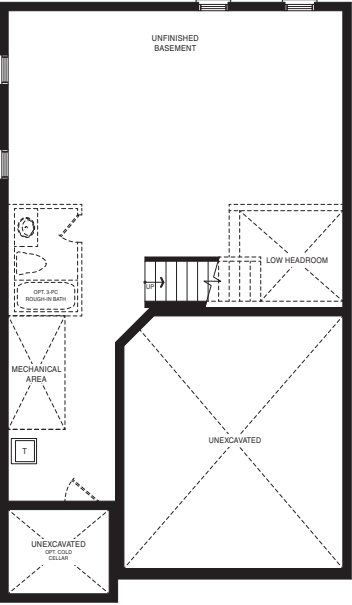 UNFINISHED
BASEMENT
LOW HEADROOM
UP
OPT. 3-PC
ROUGH-IN BATH
MECHANICAL
AREA
UNEXCAVATED
T
UNEXCAVATED
OPT. COLD
CELLAR